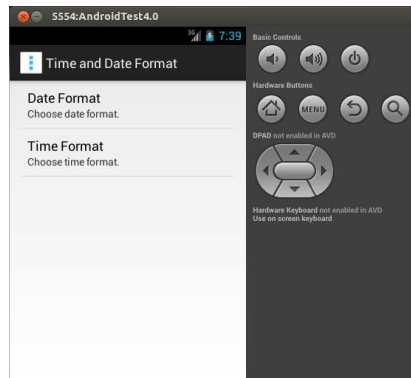 5554:AndroidTest4.0
3G 7:39
Time and Date Format
Date Format
Choose date format.
Time Format
Choose time format.
Basic Controls
Hardware Buttons
MENU
DPAD not enabled in AVD
Hardware Keyboard not enabled in AVD
Use on screen keyboard